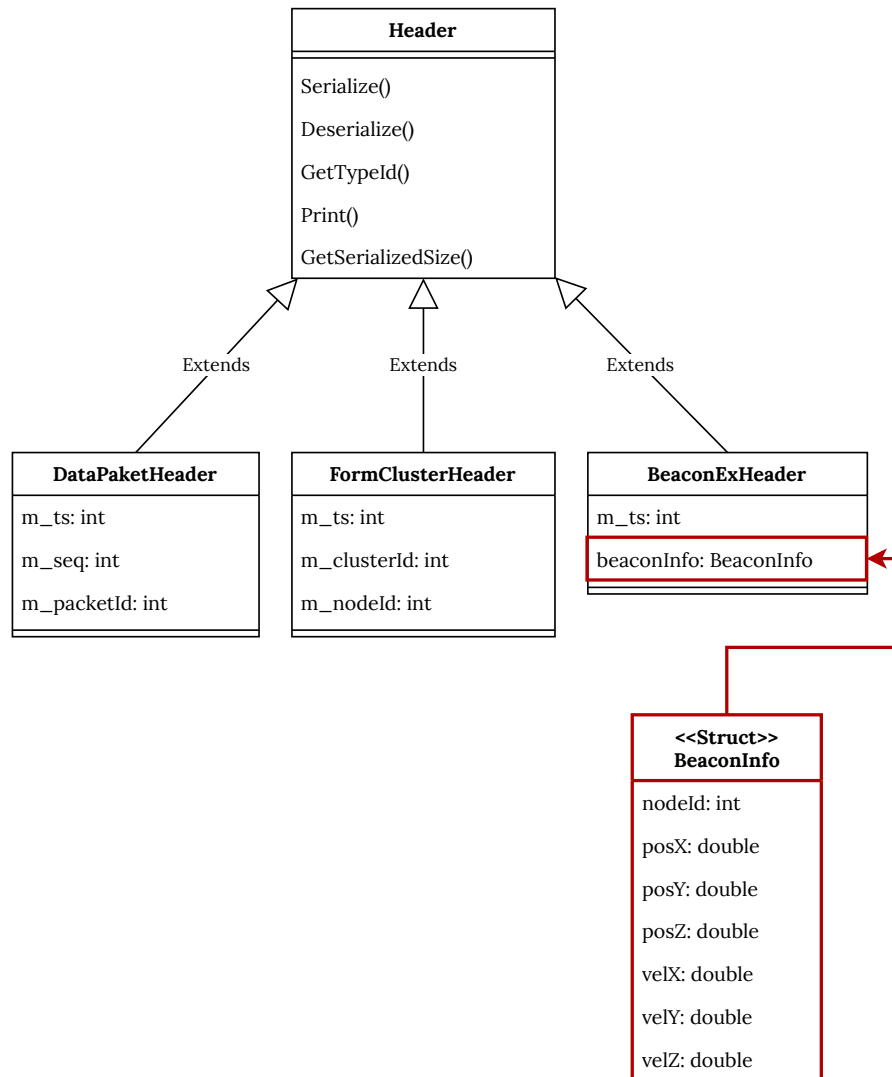 Header
Serialize()
Deserialize()
GetTypeId()
Print()
GetSerializedSize()
Extends
Extends
Extends
DataPaketHeader
m_ts: int
m_seq: int
m_packetId: int
FormClusterHeader
m_ts: int
m_clusterId: int
m_nodeId: int
BeaconExHeader
m_ts: int
beaconInfo: BeaconInfo
<<Struct>>
BeaconInfo
nodeId: int
posX: double
posY: double
posZ: double
velX: double
velY: double
velZ: double